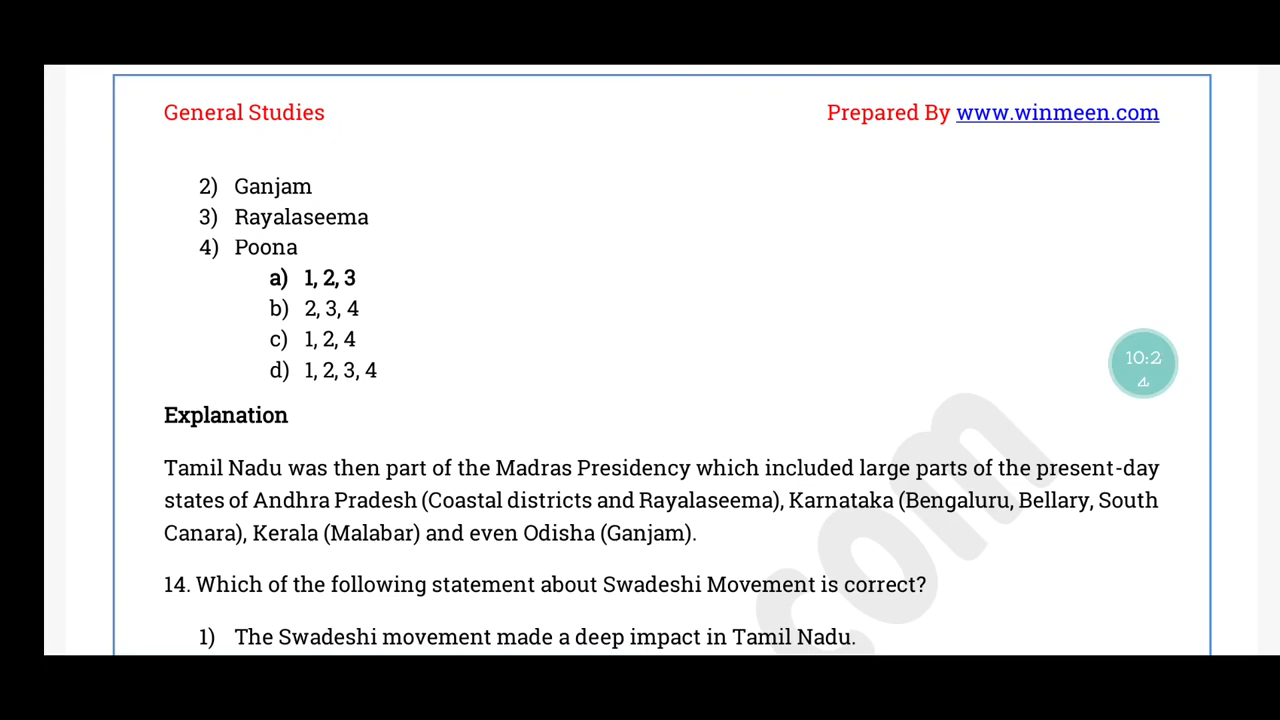 General Studies Prepared By www.winmeen.com
2) Ganjam
3) Rayalaseema
4) Poona
a) 1, 2, 3
b) 2, 3, 4
c) 1, 2, 4
d) 1, 2, 3, 4
10:2
4
Explanation
Tamil Nadu was then part of the Madras Presidency which included large parts of the present-day
states of Andhra Pradesh (Coastal districts and Rayalaseema), Karnataka (Bengaluru, Bellary, South
Canara), Kerala (Malabar) and even Odisha (Ganjam).
.com
14. Which of the following statement about Swadeshi Movement is correct?
1) The Swadeshi movement made a deep impact in Tamil Nadu.